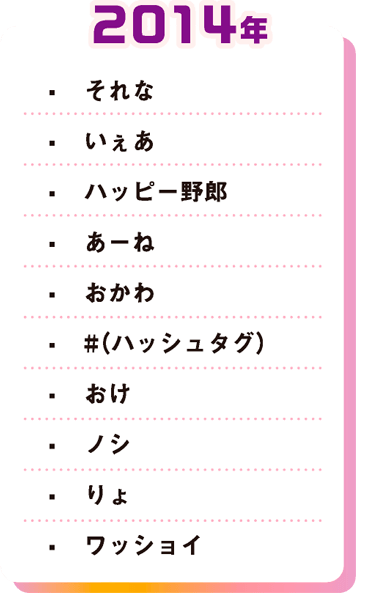 2014年
▪ それな
▪ いぇあ
▪ ハッピー野郎
▪ あーね
▪ おかわ
▪ #(ハッシュタグ)
▪ おけ
▪ ノシ
▪ りょ
▪ ワッショイ